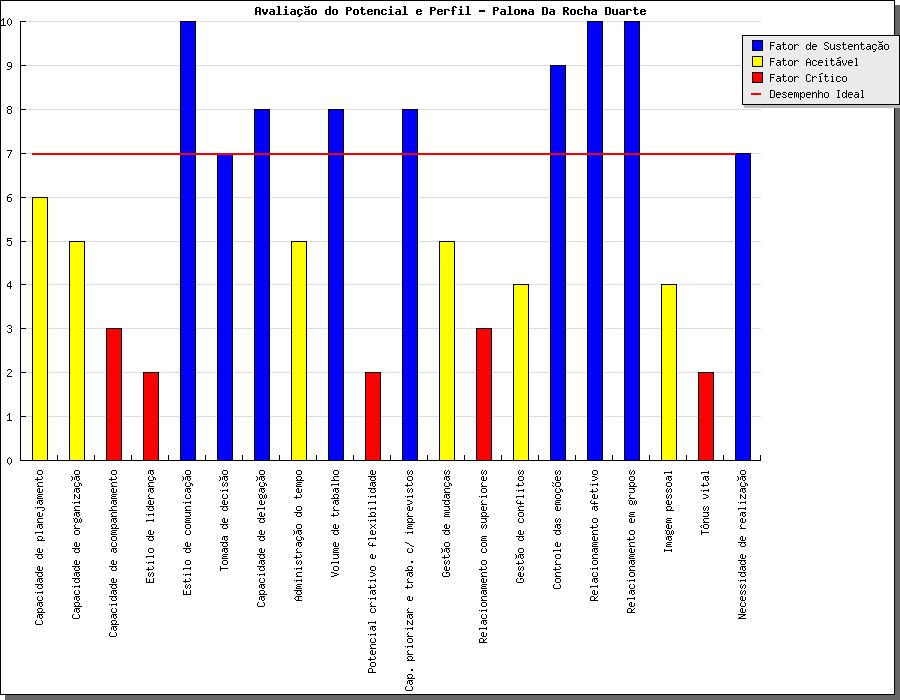 Avaliação do Potencial e Perfil - Paloma Da Rocha Duarte
Fator de Sustentação
Fator Aceitável
Fator Crítico
Desempenho Ideal
10
9
8
7
6
5
4
3
2
1
0
Capacidade de planejamento
Capacidade de organização
Capacidade de acompanhamento
Estilo de liderança
Estilo de comunicação
Tomada de decisão
Capacidade de delegação
Administração do tempo
Volume de trabalho
Potencial criativo e flexibilidade
Cap. priorizar e trab. c/ imprevistos
Gestão de mudanças
Relacionamento com superiores
Gestão de conflitos
Controle das emoções
Relacionamento afetivo
Relacionamento em grupos
Imagem pessoal
Tônus vital
Necessidade de realização